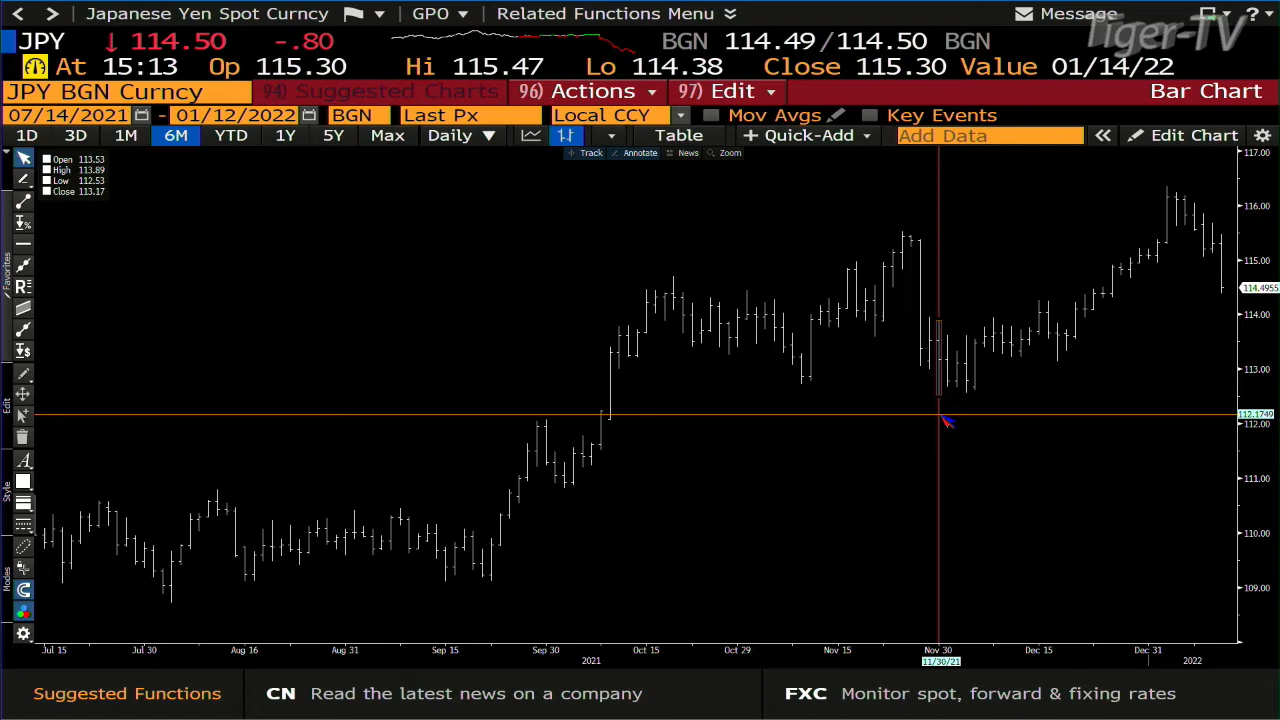 Japanese Yen Spot Curncy GPO Related Functions Menu Message ?
Tiger-TV
JPY ↓ 114.50 -.80 BGN 114.49/114.50 BGN
At 15:13 Op 115.30 Hi 115.47 Lo 114.38 Close 115.30 Value 01/14/22
JPY BGN Curncy 94) Suggested Charts 96) Actions 97) Edit Bar Chart
07/14/2021 - 01/12/2022 BGN Last Px Local CCY Mov Avgs Key Events
1D 3D 1M 6M YTD 1Y 5Y Max Daily ▼ Table + Quick-Add Add Data « Edit Chart
Track Annotate News Zoom
Open 113.53
High 113.89
Low 112.53
Close 113.17
Favorites
Edit
Style
Modes
117.00
116.00
115.00
114.4955
114.00
113.00
112.1749
112.00
111.00
110.00
109.00
Jul 15 Jul 30 Aug 16 Aug 31 Sep 15 Sep 30 Oct 15 Oct 29 Nov 15 Nov 30 Dec 15 Dec 31
2021 11/30/21 2022
Suggested Functions CN Read the latest news on a company FXC Monitor spot, forward & fixing rates